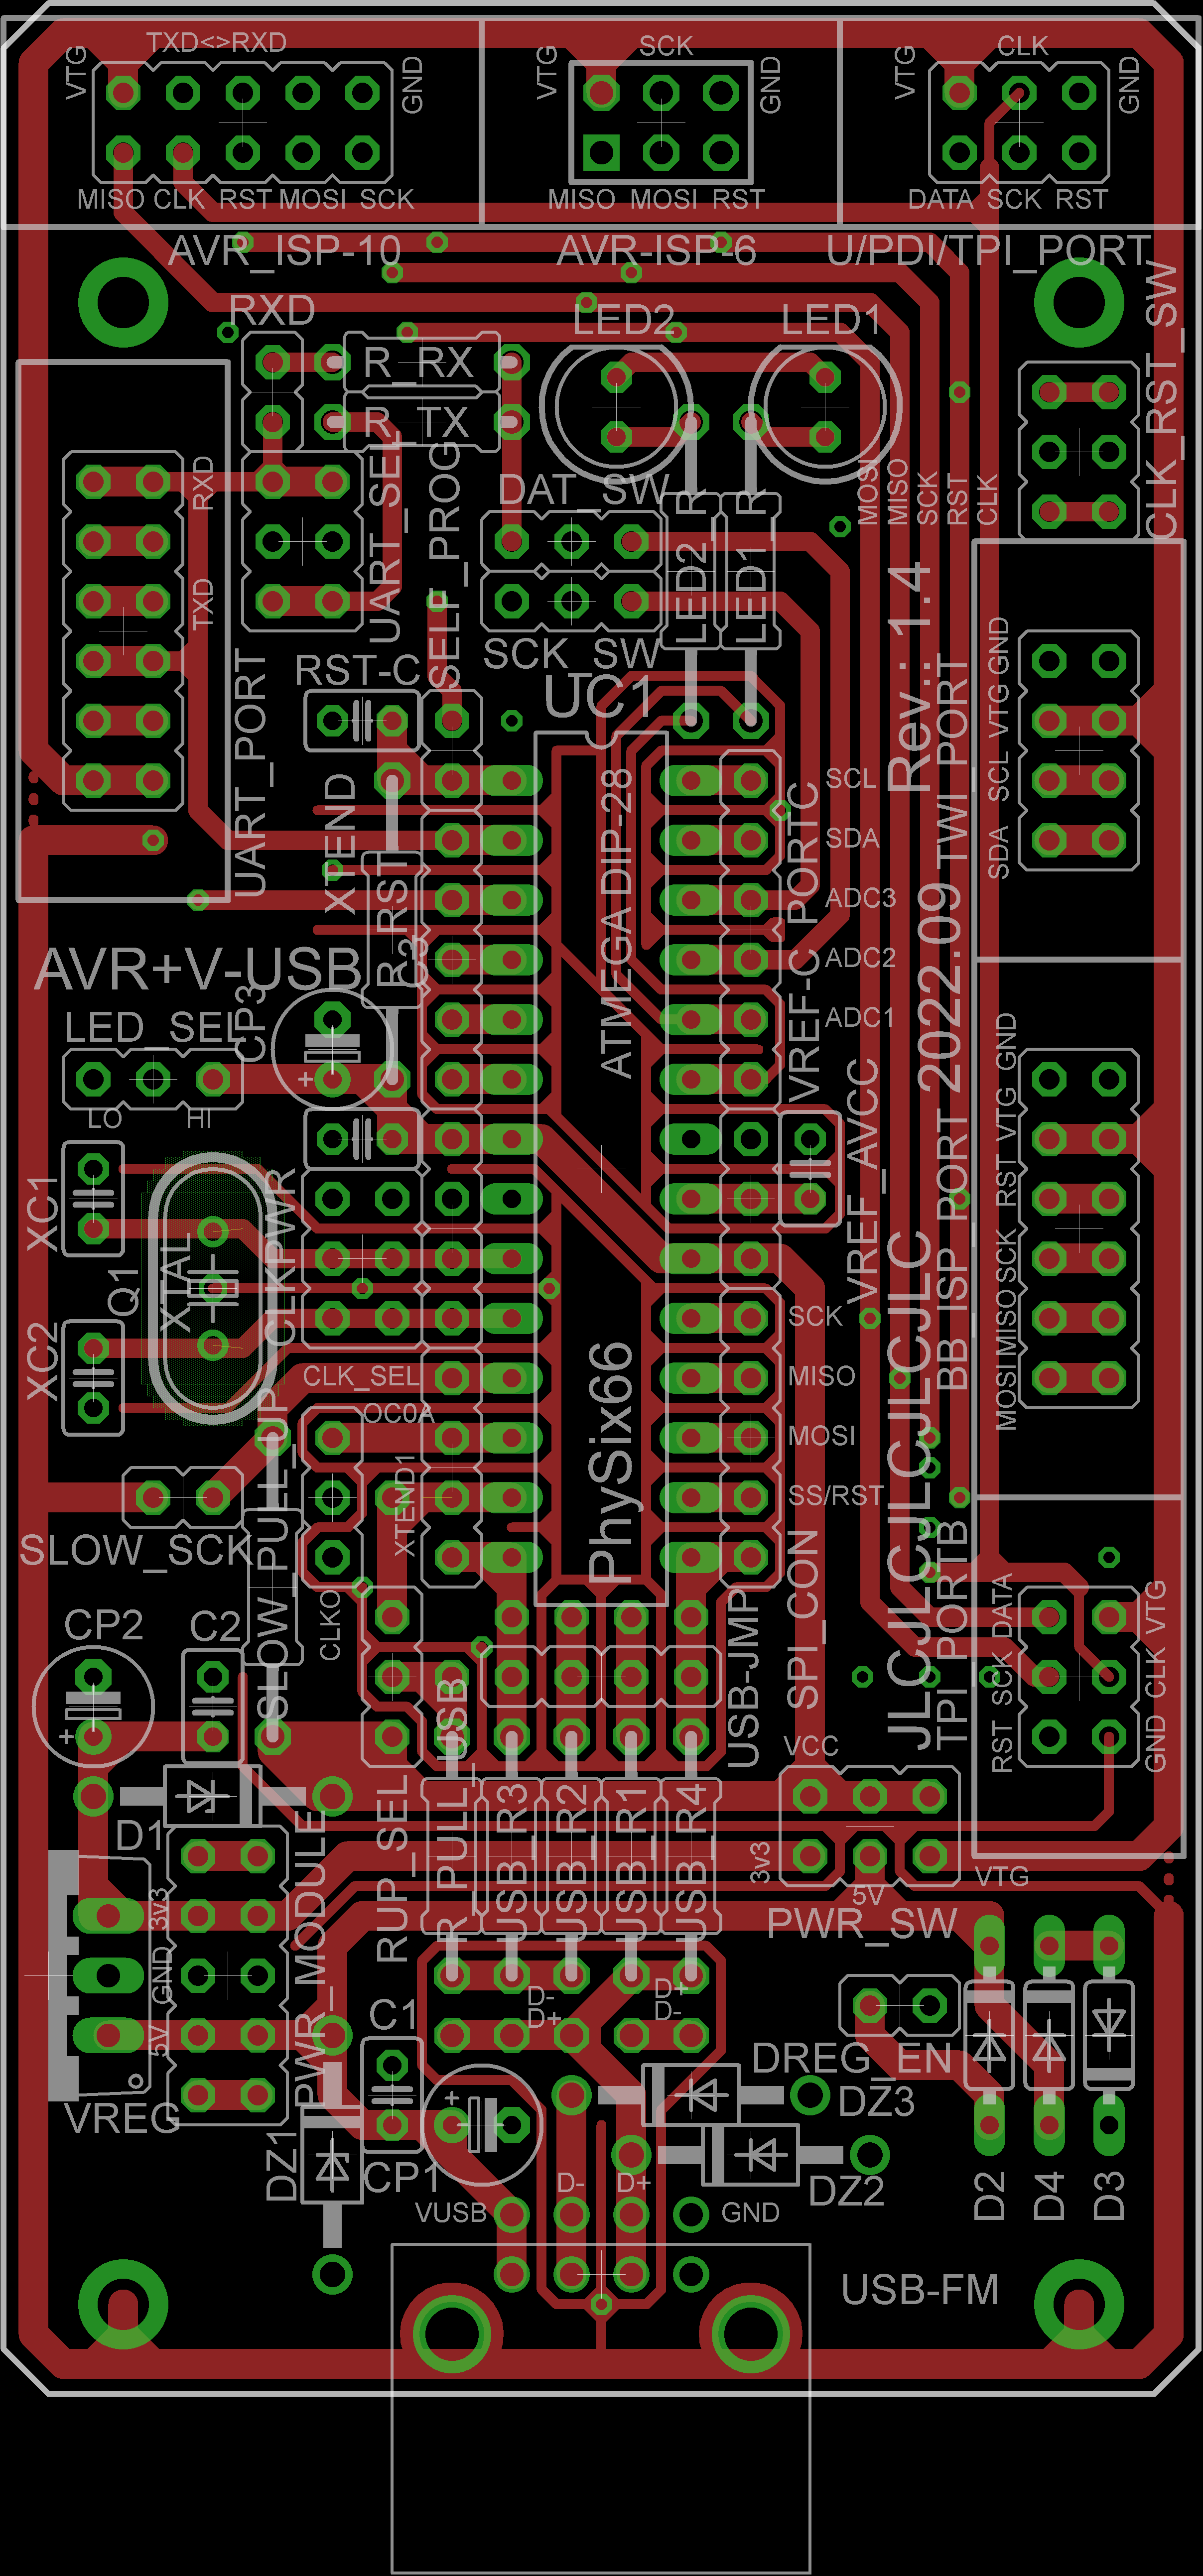 TXD<>RXD
VTG
GND
MISO CLK RST MOSI SCK
SCK
VTG
GND
MISO MOSI RST
CLK
VTG
GND
DATA SCK RST
AVR_ISP-10
AVR-ISP-6
U/PDI/TPI_PORT
RXD
R_RX
R_TX
LED2
LED1
CLK_RST_SW
RXD
TXD
UART_SEL
SELF_PROG
DAT_SW
SCK_SW
LED2_R
LED1_R
MOSI
MISO
SCK
RST
CLK
UART_PORT
RST-C
UC1
Rev.: 1.4
2022.09
TWI_PORT
SDA SCL VTG GND
XTEND
R_RST
ATMEGA DIP-28
SCL
SDA
ADC3
ADC2
ADC1
PORTC
VREF-C
VREF_AVCC
AVR+V-USB
LED_SEL
LO
HI
CP3
C3
XC1
XC2
Q1
XTAL
CLKPWR
CLK_SEL
OC0A
XTEND1
CLKO
PhySix66
SCK
MISO
MOSI
SS/RST
BB_ISP_PORT
MOSI MISO SCK RST VTG GND
JLCJLCJLCJLC
TPI_PORTB
SLOW_SCK
SLOW_PULL_UP
SPI_CON
USB-JMP
RST SCK DATA
GND CLK VTG
CP2
C2
D1
VCC
3v3
5V
VTG
PWR_SW
R_PULL_USB
USB_R3
USB_R2
USB_R1
USB_R4
RUP_SEL
PWR_MODULE
3v3
GND
5V
VREG
C1
D-
D+
D+
D-
DREG_EN
DZ3
DZ2
DZ1
CP1
VUSB
D-
D+
GND
D2
D4
D3
USB-FM